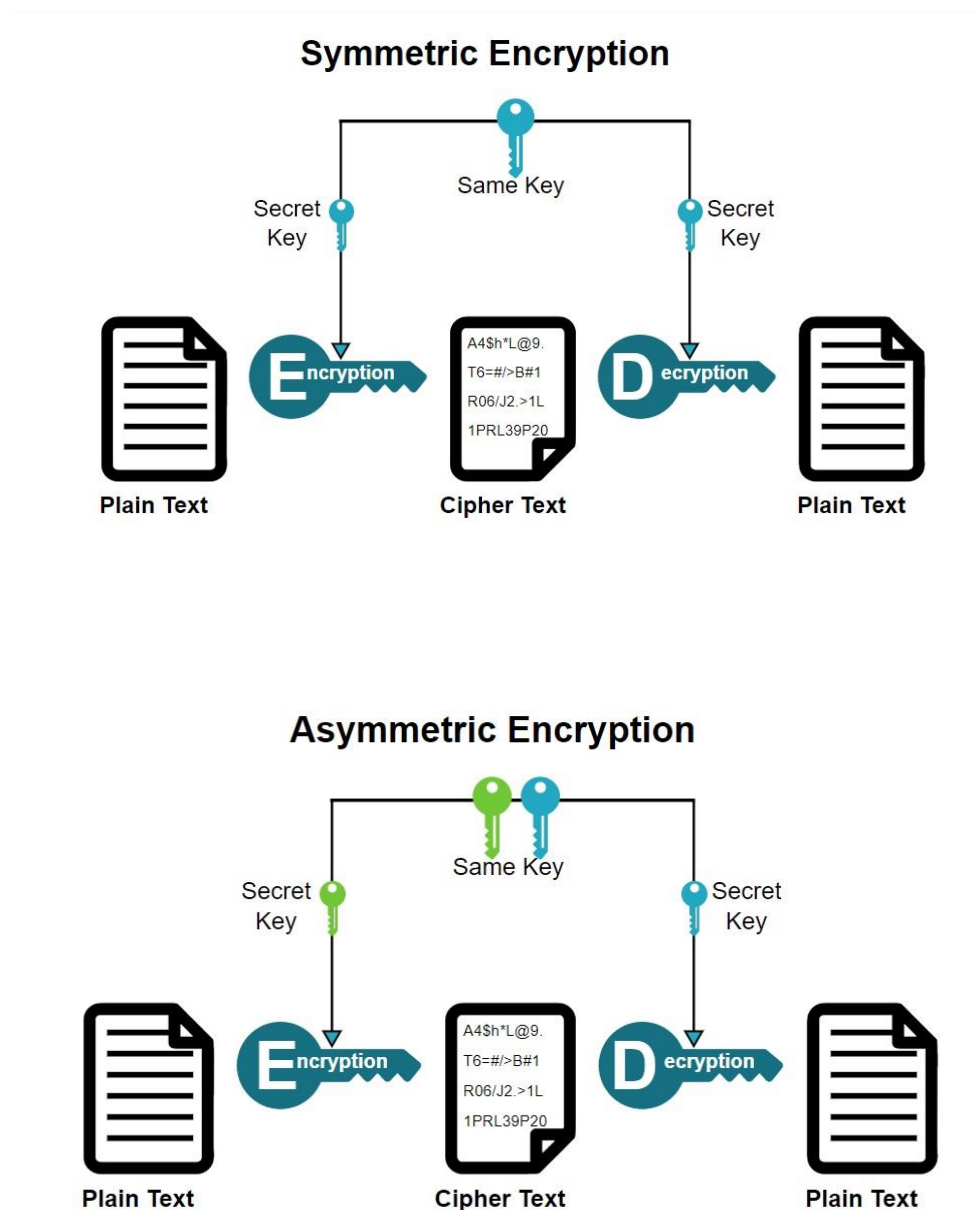 Symmetric Encryption
Same Key
Secret
Key
Secret
Key
Encryption
A4$h*L@9.
T6=#/>B#1
R06/J2.>1L
1PRL39P20
Decryption
Plain Text
Cipher Text
Plain Text
Asymmetric Encryption
Same Key
Secret
Key
Secret
Key
Encryption
A4$h*L@9.
T6=#/>B#1
R06/J2.>1L
1PRL39P20
Decryption
Plain Text
Cipher Text
Plain Text